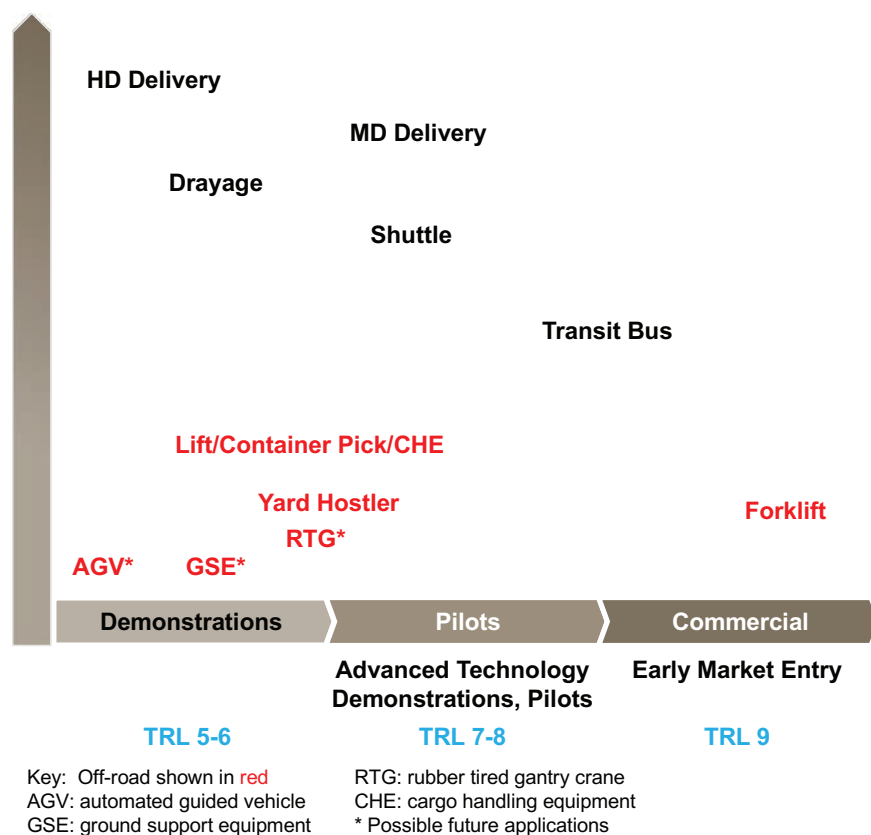 HD Delivery
MD Delivery
Drayage
Shuttle
Transit Bus
Lift/Container Pick/CHE
Yard Hostler
Forklift
RTG*
AGV*
GSE*
Demonstrations
Pilots
Commercial
Advanced Technology
Demonstrations, Pilots
Early Market Entry
TRL 5-6
TRL 7-8
TRL 9
Key: Off-road shown in red
AGV: automated guided vehicle
GSE: ground support equipment
RTG: rubber tired gantry crane
CHE: cargo handling equipment
* Possible future applications